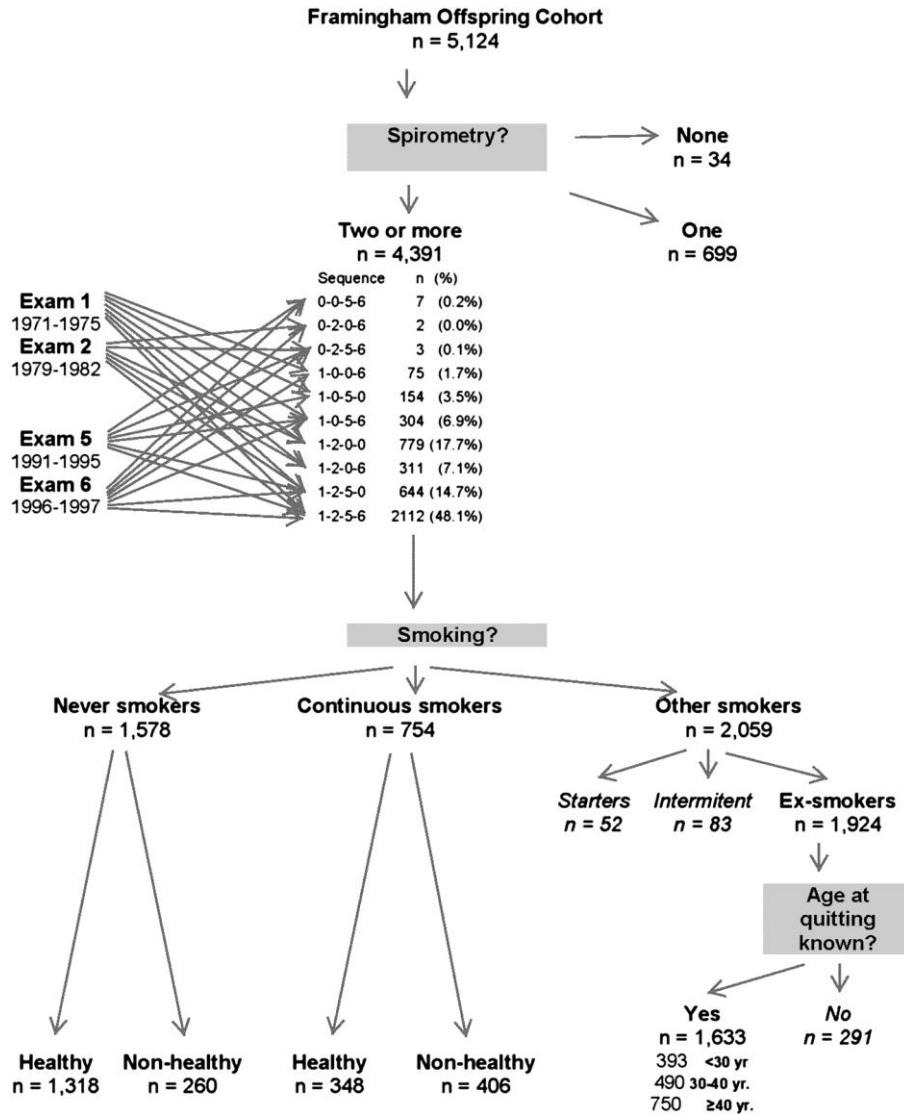 Framingham Offspring Cohort
n = 5,124
Spirometry?
None
n = 34
One
n = 699
Two or more
n = 4,391
Sequence n (%)
0-0-5-6 7 (0.2%)
0-2-0-6 2 (0.0%)
0-2-5-6 3 (0.1%)
1-0-0-6 75 (1.7%)
1-0-5-0 154 (3.5%)
1-0-5-6 304 (6.9%)
1-2-0-0 779 (17.7%)
1-2-0-6 311 (7.1%)
1-2-5-0 644 (14.7%)
1-2-5-6 2112 (48.1%)
Exam 1
1971-1975
Exam 2
1979-1982
Exam 5
1991-1995
Exam 6
1996-1997
Smoking?
Never smokers
n = 1,578
Continuous smokers
n = 754
Other smokers
n = 2,059
Starters
n = 52
Intermitent
n = 83
Ex-smokers
n = 1,924
Age at
quitting
known?
Healthy
n = 1,318
Non-healthy
n = 260
Healthy
n = 348
Non-healthy
n = 406
Yes
n = 1,633
393 <30 yr
490 30-40 yr.
750 ≥40 yr.
No
n = 291